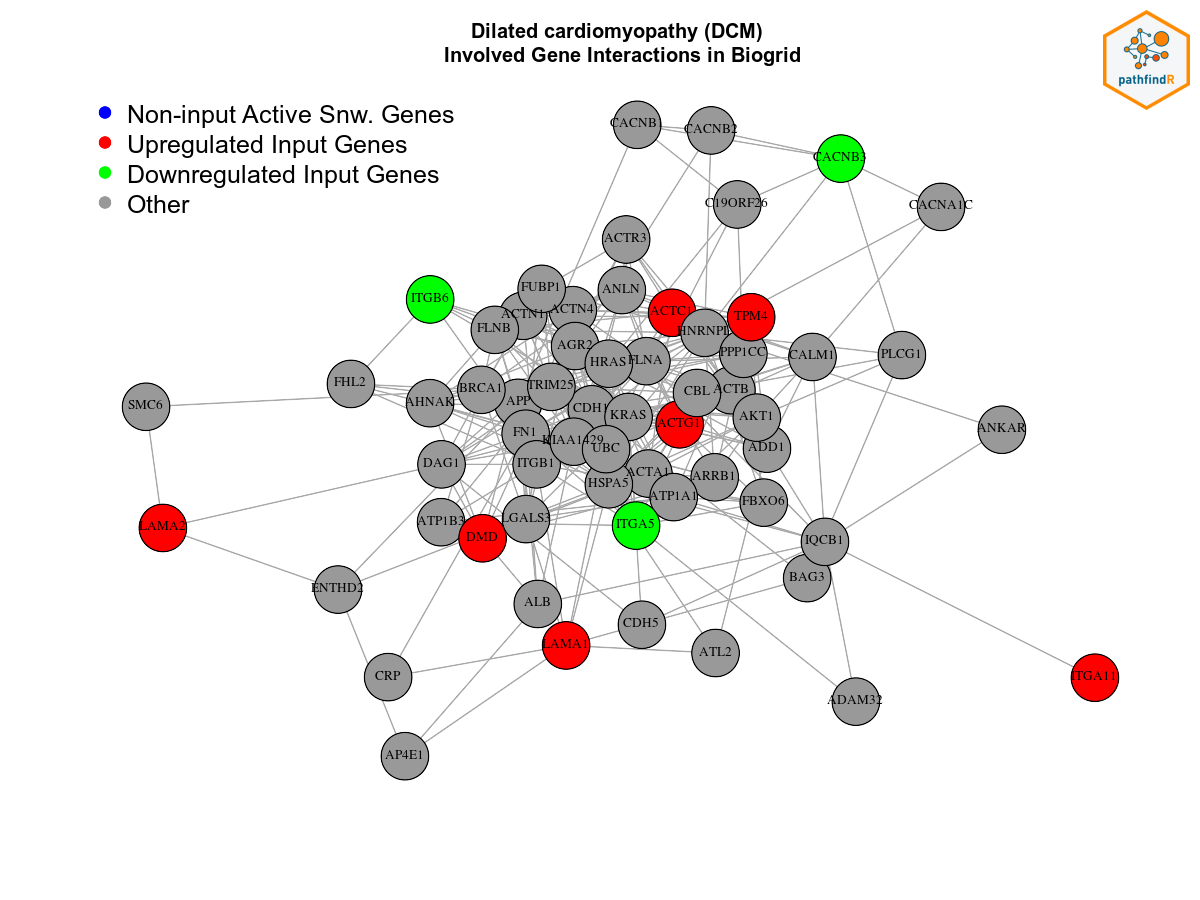 Dilated cardiomyopathy (DCM)
Involved Gene Interactions in Biogrid
pathfindR
Non-input Active Snw. Genes
Upregulated Input Genes
Downregulated Input Genes
Other
CACNB1
CACNB2
CACNB3
C19ORF26
CACNA1C
ACTR3
ITGB6
FUBP1
ANLN
ACTN4
ACTN1
ACTC1
TPM4
FLNB
HNRNPL
AGR2
HRAS
FLNA
PPP1CC
CALM1
PLCG1
FHL2
BRCA1
TRIM25
CBL
ACTB
SMC6
AHNAK
APP
CDH1
KRAS
AKT1
ACTG1
ANKAR
FN1
KIAA1429
UBC
ADD1
DAG1
ITGB1
HSPA5
ACTA1
ARRB1
ATP1A1
FBXO6
ATP1B3
LGALS3
ITGA5
LAMA2
DMD
IQCB1
BAG3
ENTHD2
ALB
CDH5
LAMA1
ATL2
CRP
ITGA11
ADAM32
AP4E1